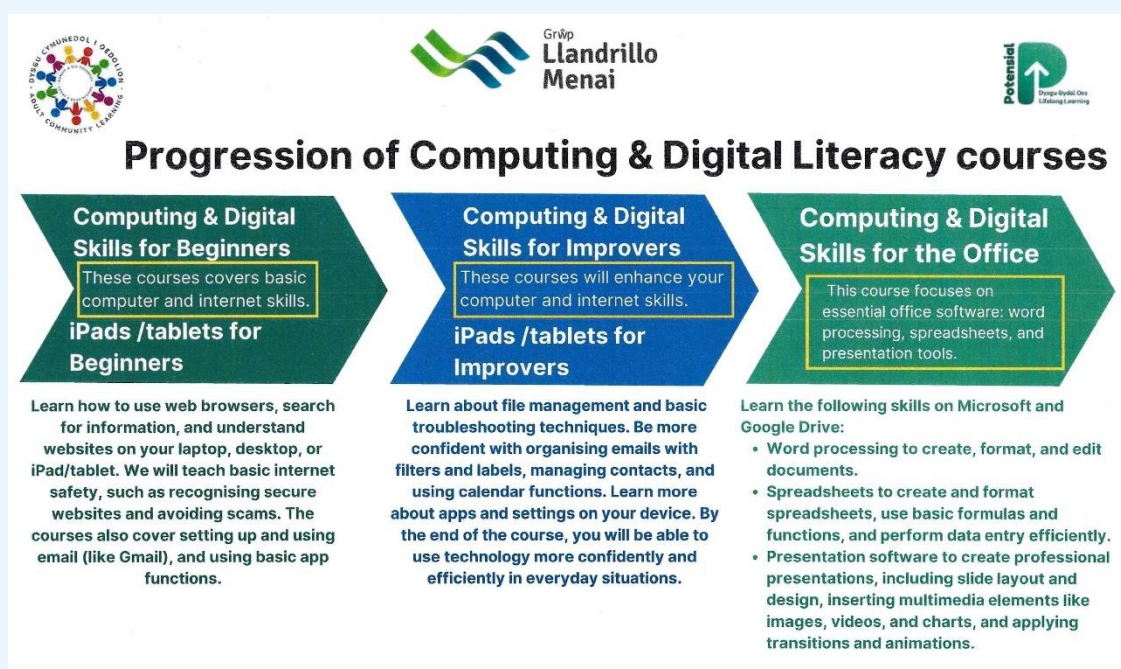 DYSGU CYMUNEDOL I OEDOLION
ADULT COMMUNITY LEARNING
Grŵp
Llandrillo
Menai
Potensial
Dysgu Gydol Oes
Lifelong Learning
Progression of Computing & Digital Literacy courses
Computing & Digital
Skills for Beginners
These courses covers basic
computer and internet skills.
iPads /tablets for
Beginners
Learn how to use web browsers, search
for information, and understand
websites on your laptop, desktop, or
iPad/tablet. We will teach basic internet
safety, such as recognising secure
websites and avoiding scams. The
courses also cover setting up and using
email (like Gmail), and using basic app
functions.
Computing & Digital
Skills for Improvers
These courses will enhance your
computer and internet skills.
iPads /tablets for
Improvers
Learn about file management and basic
troubleshooting techniques. Be more
confident with organising emails with
filters and labels, managing contacts, and
using calendar functions. Learn more
about apps and settings on your device. By
the end of the course, you will be able to
use technology more confidently and
efficiently in everyday situations.
Computing & Digital
Skills for the Office
This course focuses on
essential office software: word
processing, spreadsheets, and
presentation tools.
Learn the following skills on Microsoft and
Google Drive:
• Word processing to create, format, and edit
documents.
• Spreadsheets to create and format
spreadsheets, use basic formulas and
functions, and perform data entry efficiently.
• Presentation software to create professional
presentations, including slide layout and
design, inserting multimedia elements like
images, videos, and charts, and applying
transitions and animations.